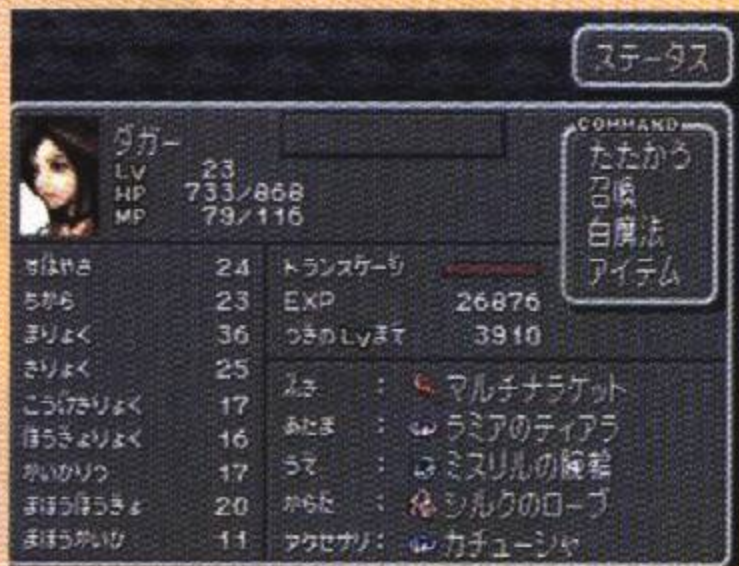 ステータス
ダガー
LV 23
HP 733/868
MP 79/116
COMMAND
たたかう
召喚
白魔法
アイテム
すばやさ 24
ちから 23
まりょく 36
きりょく 25
こうげきりょく 17
ぼうぎょりょく 16
かいひりつ 17
まほうぼうぎょ 20
まほうかいひ 11
トランスゲージ
EXP 26876
つぎのLvまで 3910
ぶき : マルチナラケット
あたま : ラミアのティアラ
うで : ミスリルの腕輪
からだ : シルクのローブ
アクセサリ : カチューシャ